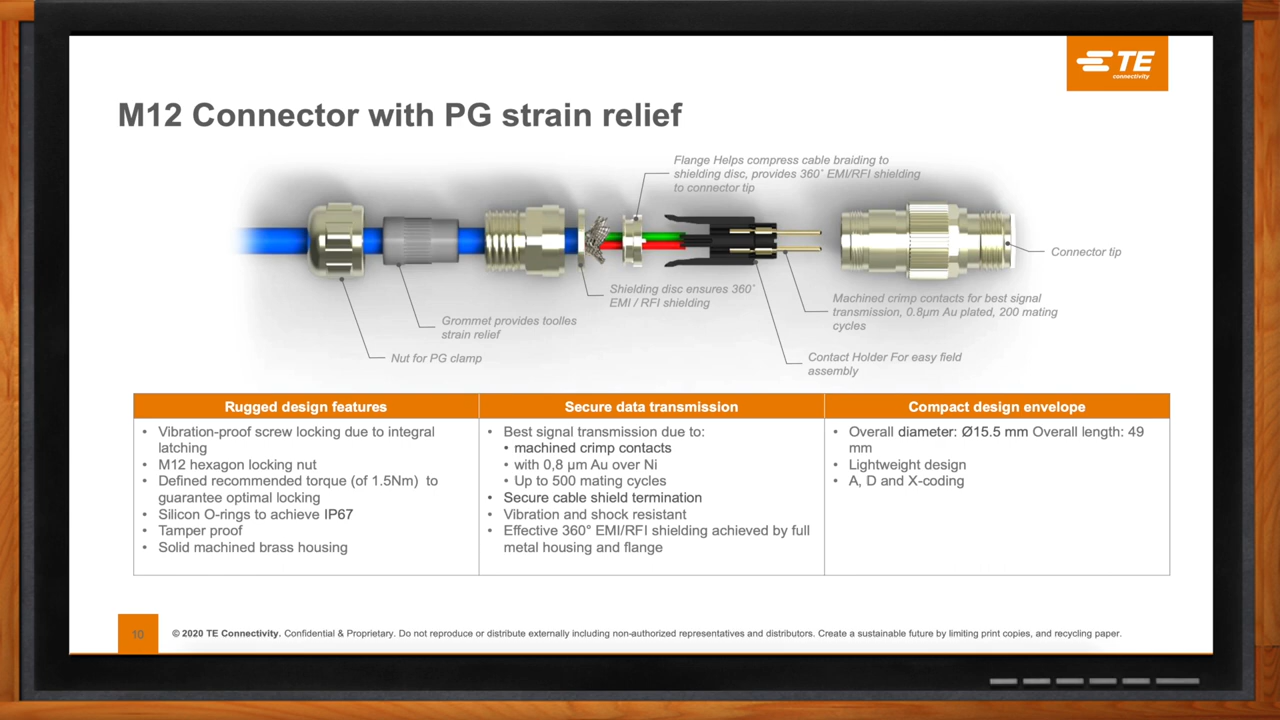 TE
connectivity
M12 Connector with PG strain relief
Flange Helps compress cable braiding to
shielding disc, provides 360˚ EMI/RFI shielding
to connector tip
Connector tip
Shielding disc ensures 360˚
EMI / RFI shielding
Machined crimp contacts for best signal
transmission, 0.8µm Au plated, 200 mating
cycles
Grommet provides toolles
strain relief
Nut for PG clamp
Contact Holder For easy field
assembly
Rugged design features
• Vibration-proof screw locking due to integral
latching
• M12 hexagon locking nut
• Defined recommended torque (of 1.5Nm) to
guarantee optimal locking
• Silicon O-rings to achieve IP67
• Tamper proof
• Solid machined brass housing
Secure data transmission
• Best signal transmission due to:
• machined crimp contacts
• with 0,8 µm Au over Ni
• Up to 500 mating cycles
• Secure cable shield termination
• Vibration and shock resistant
• Effective 360° EMI/RFI shielding achieved by full
metal housing and flange
Compact design envelope
• Overall diameter: Ø15.5 mm Overall length: 49
mm
• Lightweight design
• A, D and X-coding
10
© 2020 TE Connectivity. Confidential & Proprietary. Do not reproduce or distribute externally including non-authorized representatives and distributors. Create a sustainable future by limiting print copies, and recycling paper.